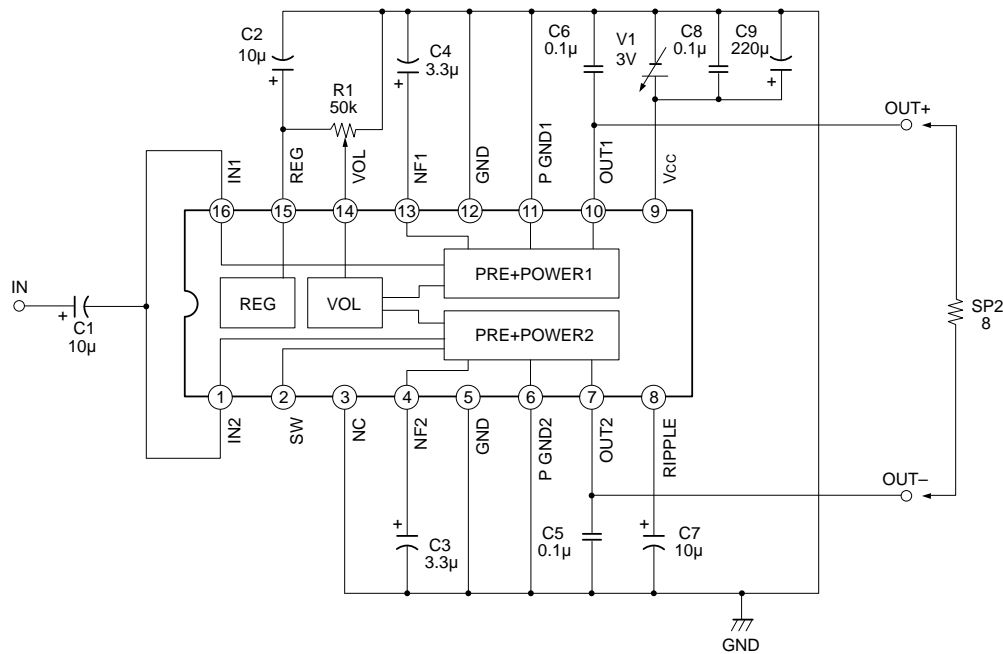 C2
10µ
C4
3.3µ
C6
0.1µ
V1
3V
C8
0.1µ
C9
220µ
R1
50k
OUT+
IN1
REG
VOL
NF1
GND
P GND1
OUT1
VCC
16
15
14
13
12
11
10
9
PRE+POWER1
REG
VOL
PRE+POWER2
IN
C1
10µ
SP2
8
1
2
3
4
5
6
7
8
IN2
SW
NC
NF2
GND
P GND2
OUT2
RIPPLE
OUT–
C3
3.3µ
C5
0.1µ
C7
10µ
GND